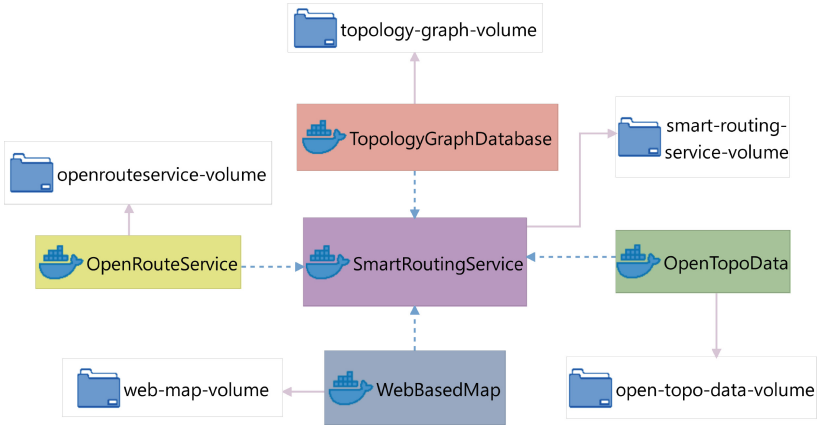 topology-graph-volume
TopologyGraphDatabase
smart-routing-
service-volume
openrouteservice-volume
OpenRouteService
SmartRoutingService
OpenTopoData
web-map-volume
WebBasedMap
open-topo-data-volume